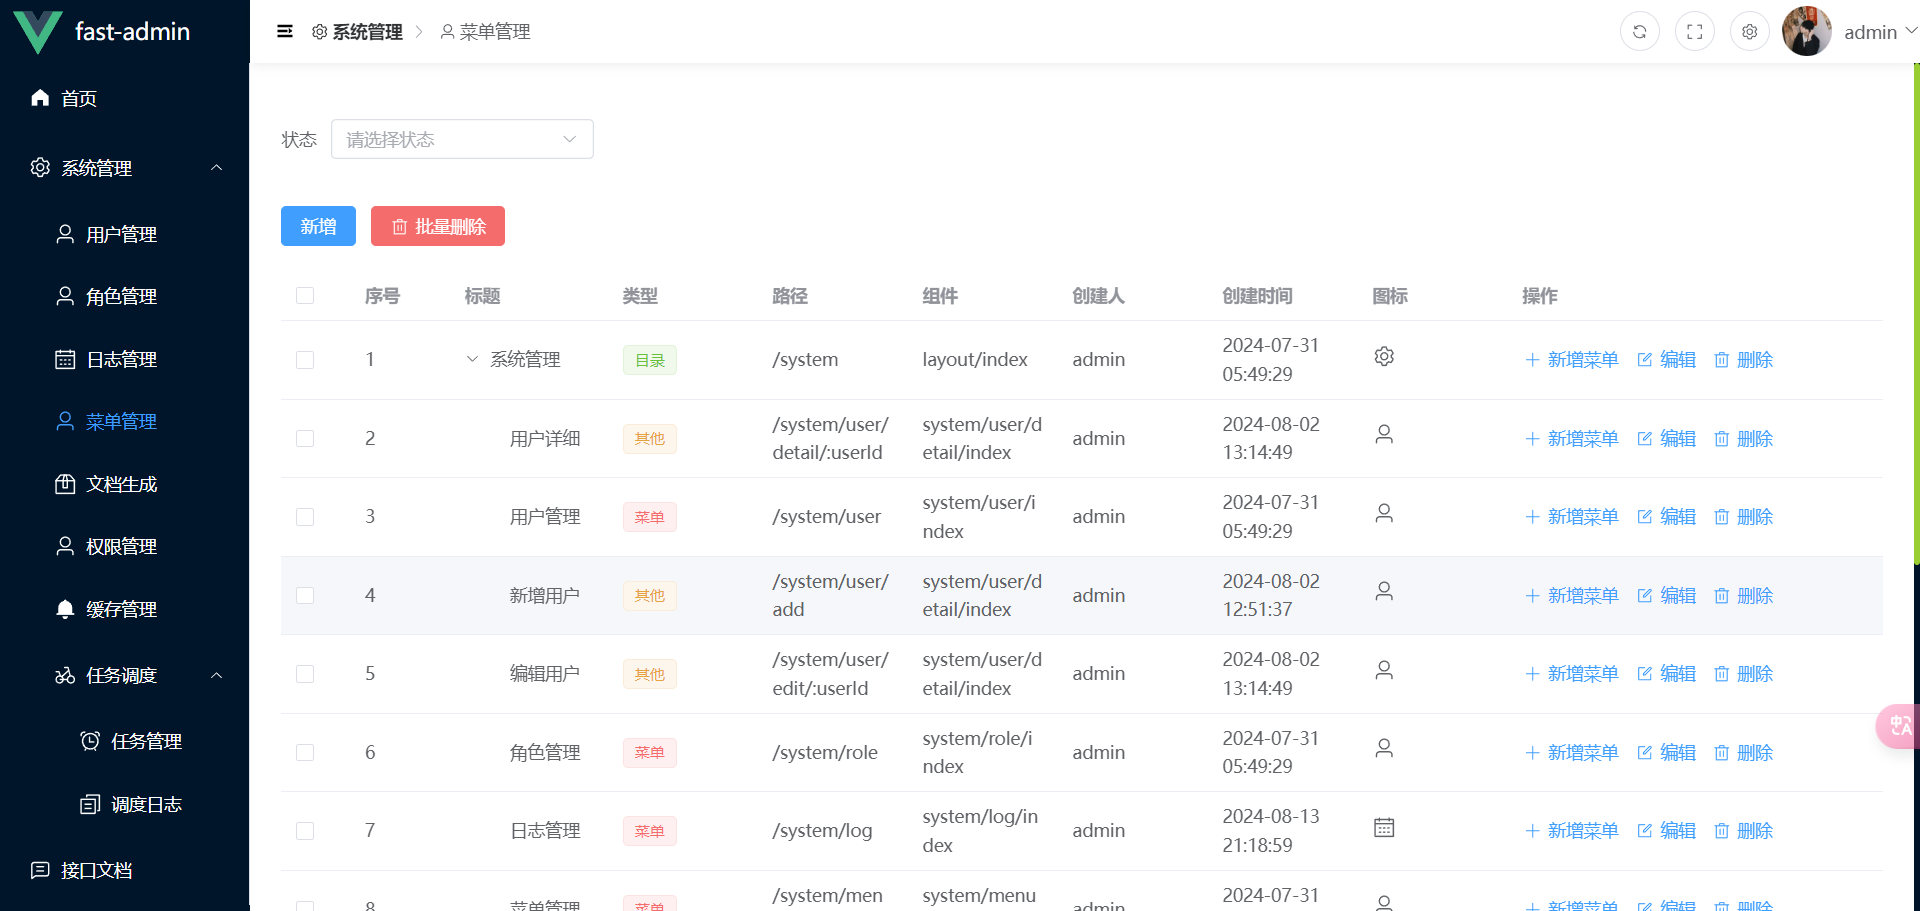 fast-admin
首页
系统管理
用户管理
角色管理
日志管理
菜单管理
文档生成
权限管理
缓存管理
任务调度
任务管理
调度日志
接口文档
系统管理 菜单管理
admin
状态 请选择状态
新增 批量删除
序号 标题 类型 路径 组件 创建人 创建时间 图标 操作
1 系统管理 目录 /system layout/index admin 2024-07-31 05:49:29 新增菜单 编辑 删除
2 用户详细 其他 /system/user/detail/:userId system/user/detail/index admin 2024-08-02 13:14:49 新增菜单 编辑 删除
3 用户管理 菜单 /system/user system/user/index admin 2024-07-31 05:49:29 新增菜单 编辑 删除
4 新增用户 其他 /system/user/add system/user/detail/index admin 2024-08-02 12:51:37 新增菜单 编辑 删除
5 编辑用户 其他 /system/user/edit/:userId system/user/detail/index admin 2024-08-02 13:14:49 新增菜单 编辑 删除
6 角色管理 菜单 /system/role system/role/index admin 2024-07-31 05:49:29 新增菜单 编辑 删除
7 日志管理 菜单 /system/log system/log/index admin 2024-08-13 21:18:59 新增菜单 编辑 删除
8 菜单管理 菜单 /system/men system/menu admin 2024-07-31 新增菜单 编辑 删除